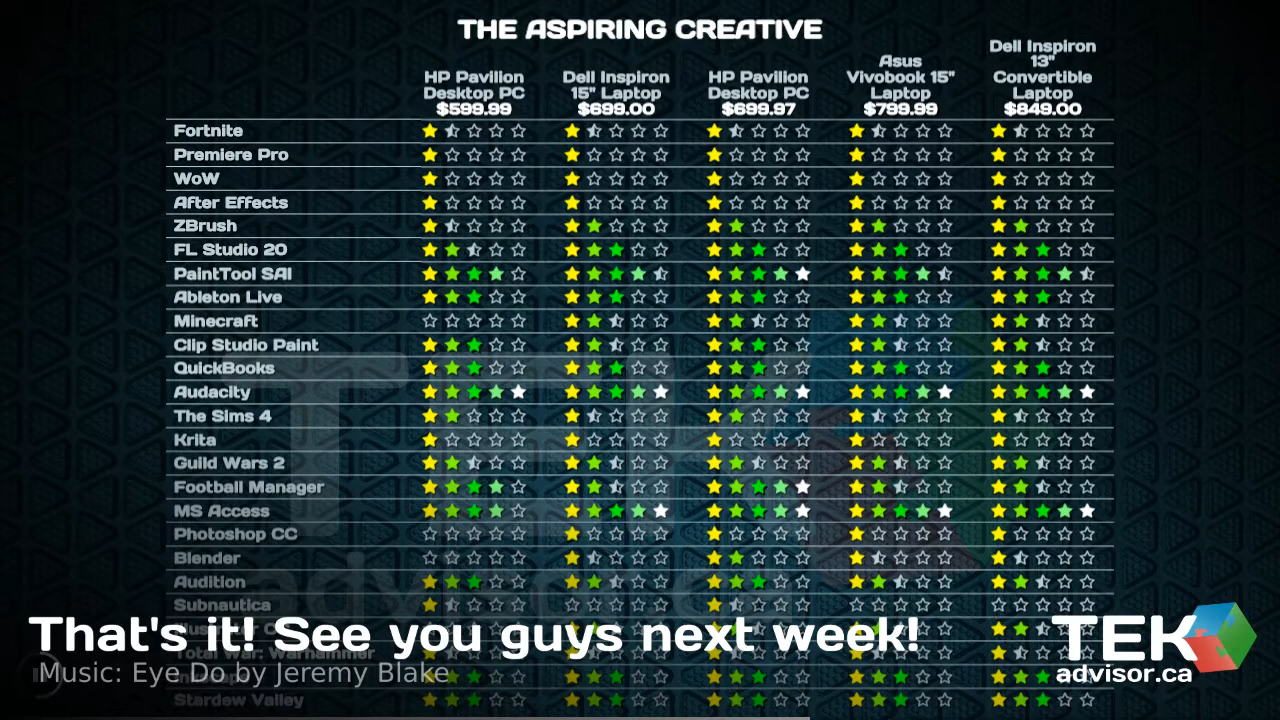 THE ASPIRING CREATIVE
HP Pavilion
Desktop PC
$599.99
Dell Inspiron
15" Laptop
$699.00
HP Pavilion
Desktop PC
$699.97
Asus
Vivobook 15"
Laptop
$799.99
Dell Inspiron
13"
Convertible
Laptop
$849.00
Fortnite
Premiere Pro
WoW
After Effects
ZBrush
FL Studio 20
PaintTool SAI
Ableton Live
Minecraft
Clip Studio Paint
QuickBooks
Audacity
The Sims 4
Krita
Guild Wars 2
Football Manager
MS Access
Photoshop CC
Blender
Audition
Subnautica
Total War: Warhammer
Stardew Valley
That's it! See you guys next week!
Music: Eye Do by Jeremy Blake
TEK
advisor.ca